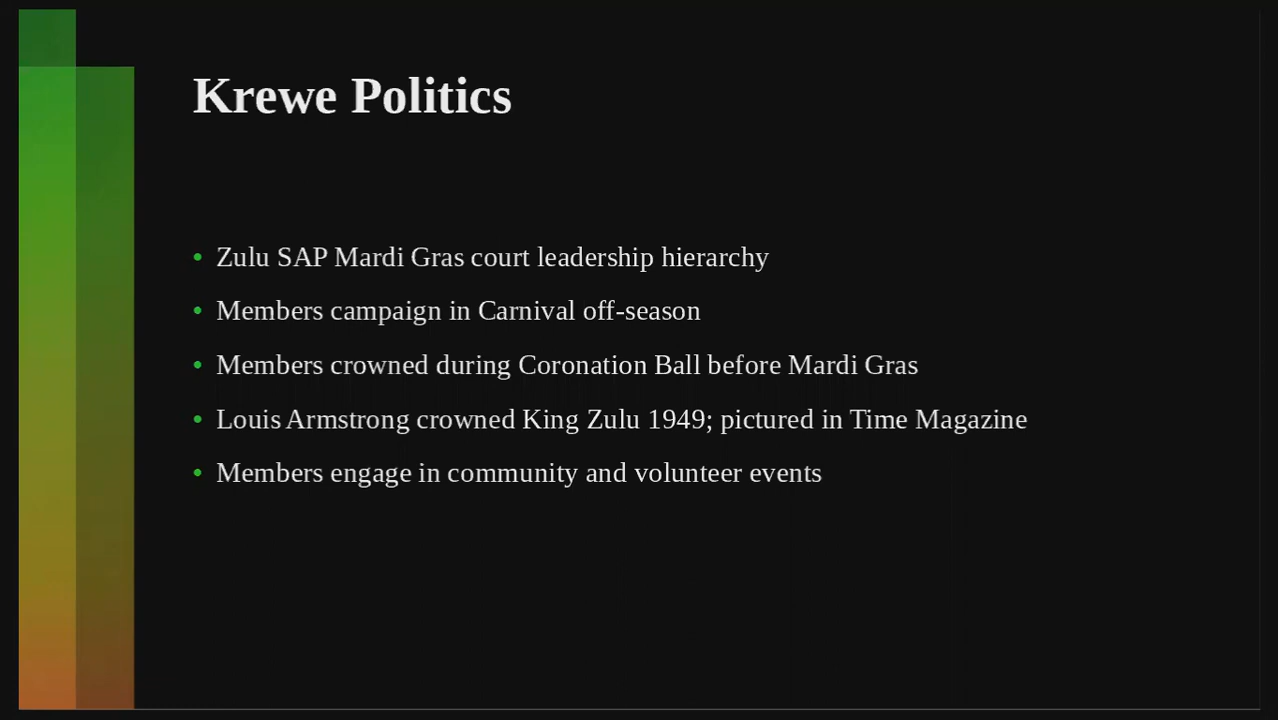 Krewe Politics
• Zulu SAP Mardi Gras court leadership hierarchy
• Members campaign in Carnival off-season
• Members crowned during Coronation Ball before Mardi Gras
• Louis Armstrong crowned King Zulu 1949; pictured in Time Magazine
• Members engage in community and volunteer events